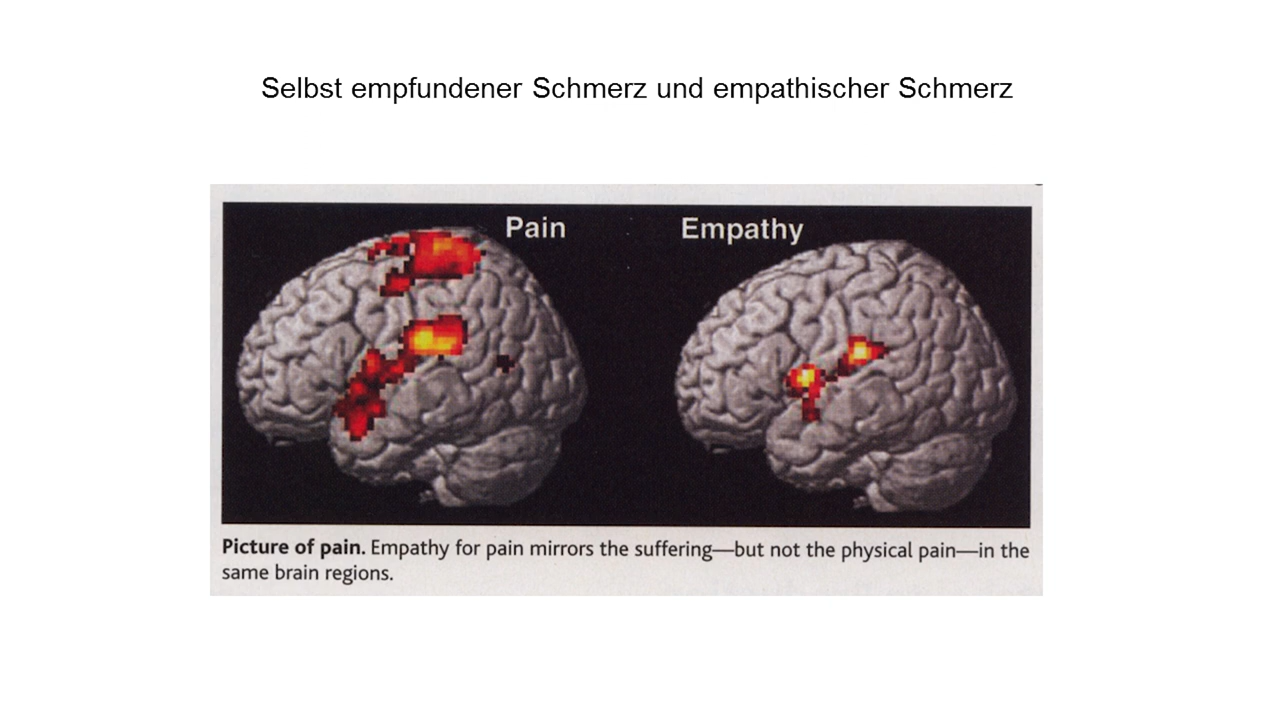 Selbst empfundener Schmerz und empathischer Schmerz
Pain
Empathy
Picture of pain. Empathy for pain mirrors the suffering—but not the physical pain—in the
same brain regions.